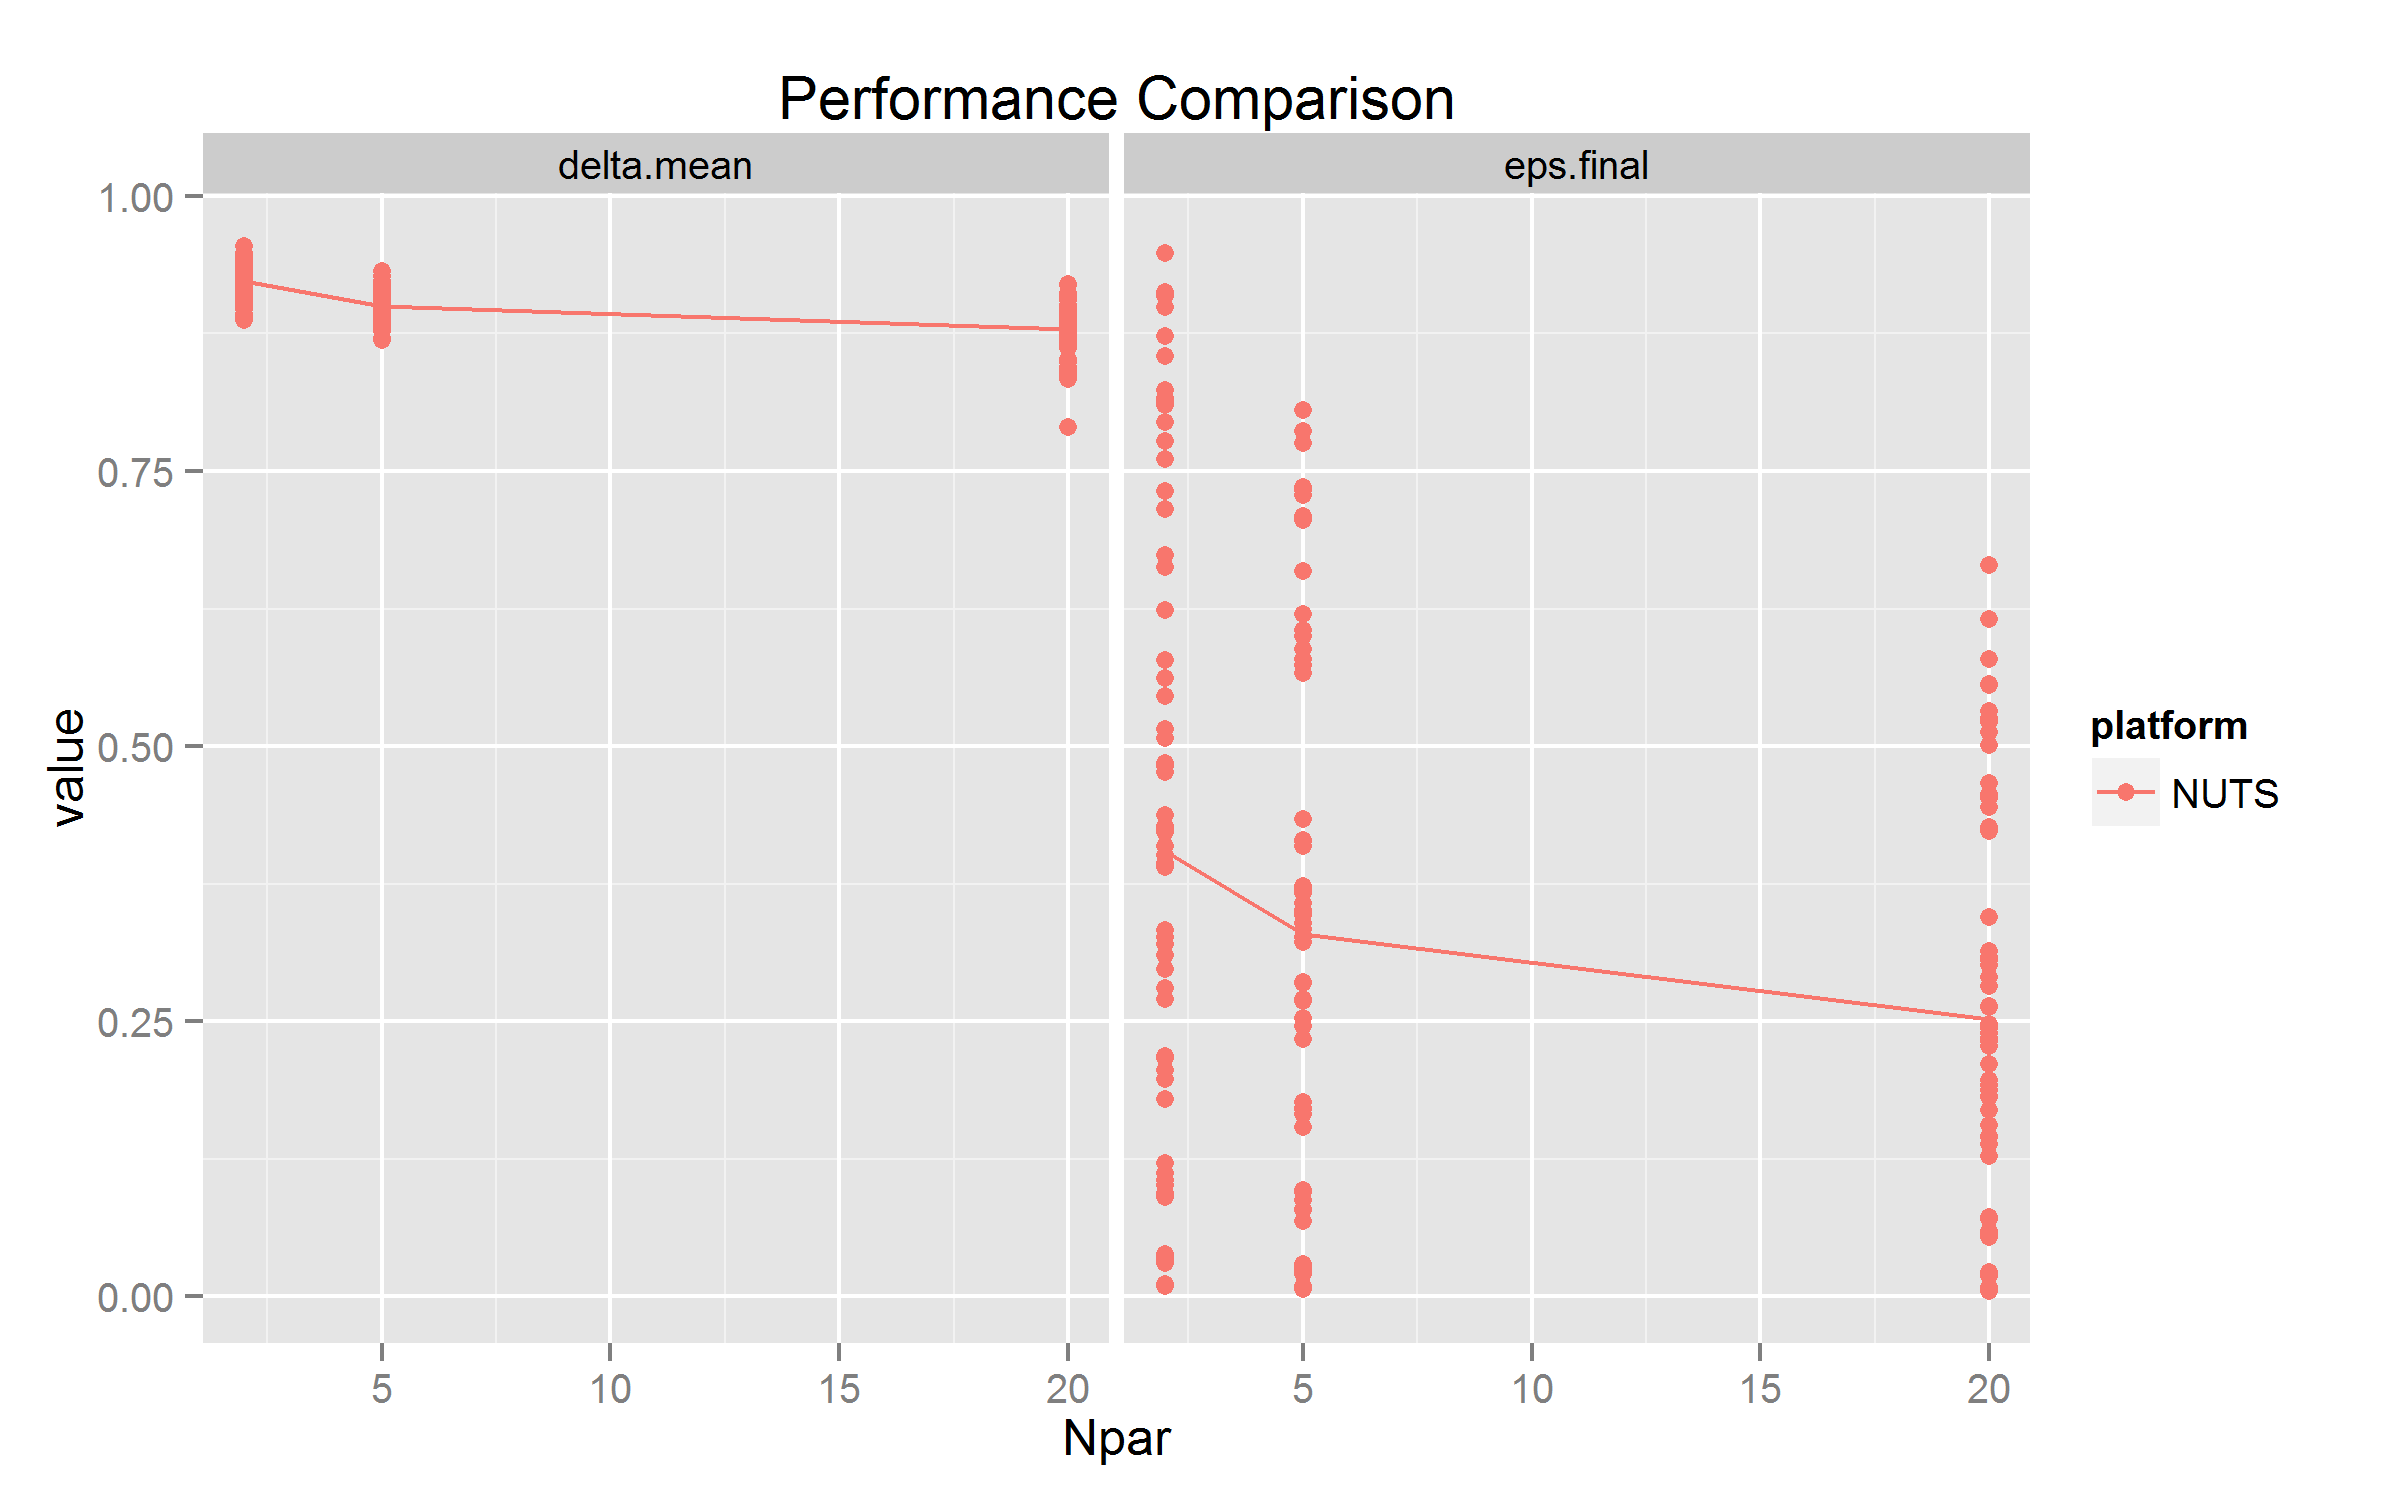 Performance Comparison
delta.mean
eps.final
1.00
0.75
0.50
0.25
0.00
value
5 10 15 20
5 10 15 20
Npar
platform
NUTS